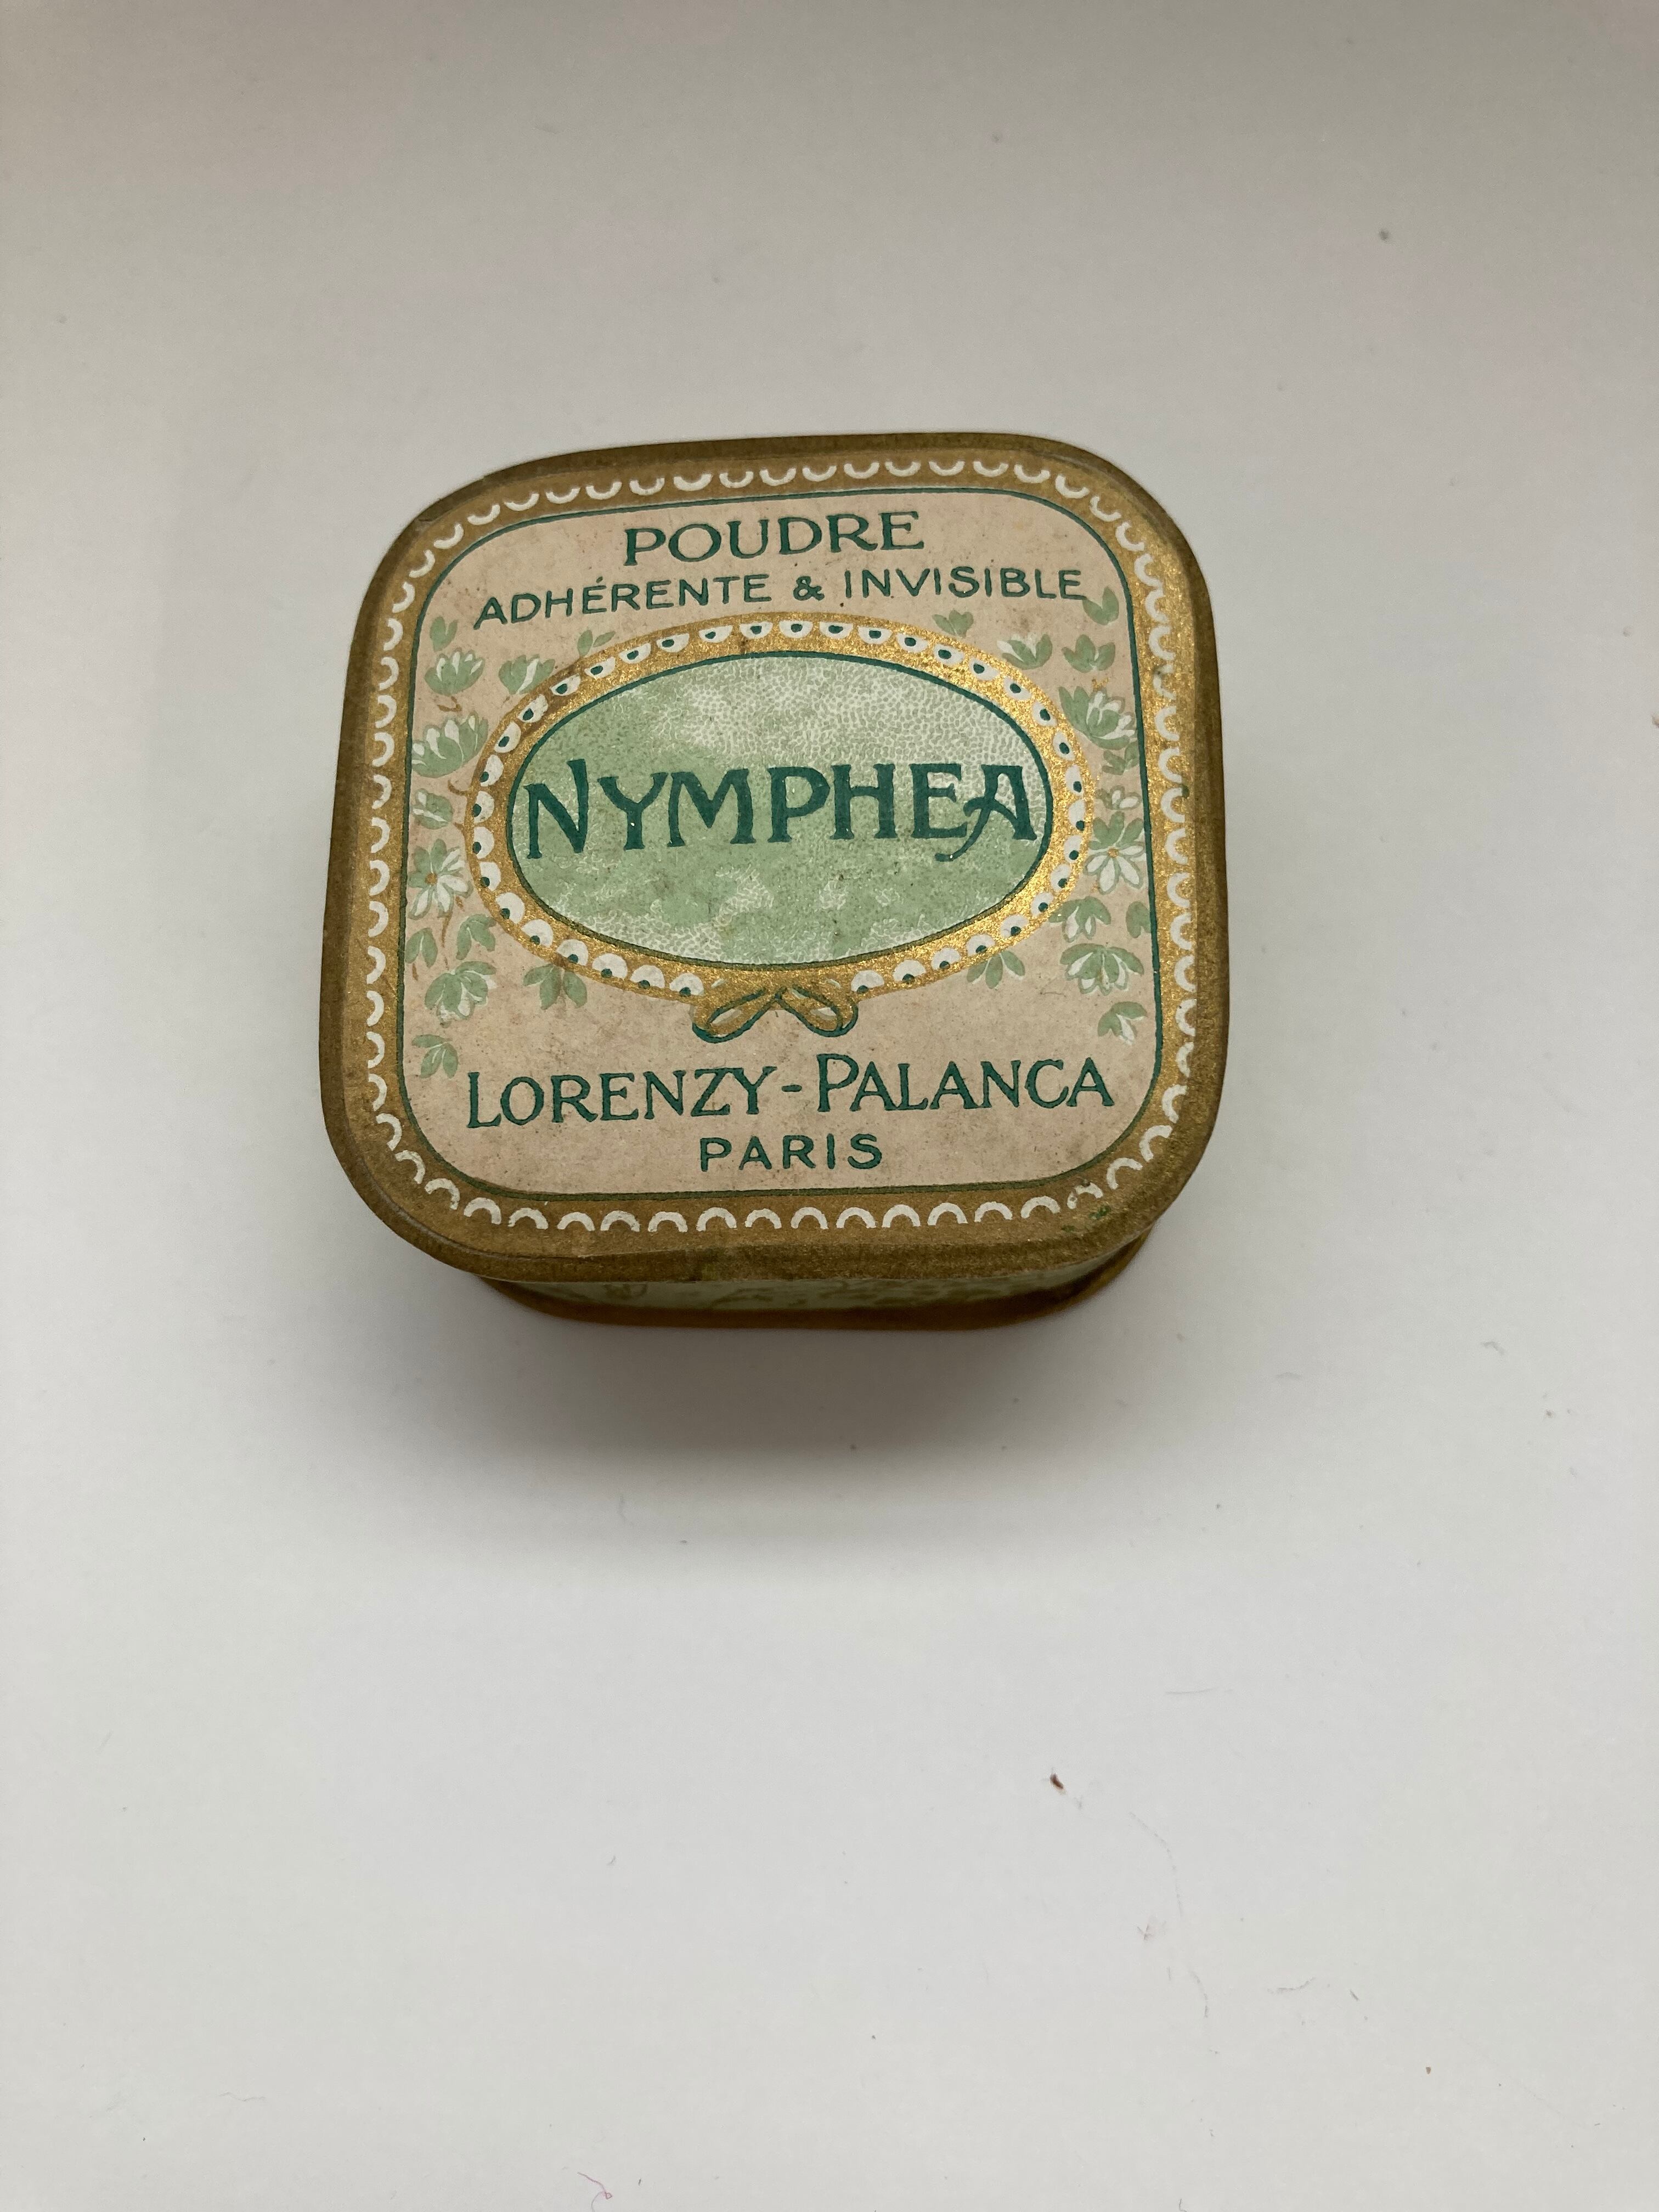 POUDRE
ADHÉRENTE & INVISIBLE
NYMPHEA
LORENZY-PALANCA
PARIS